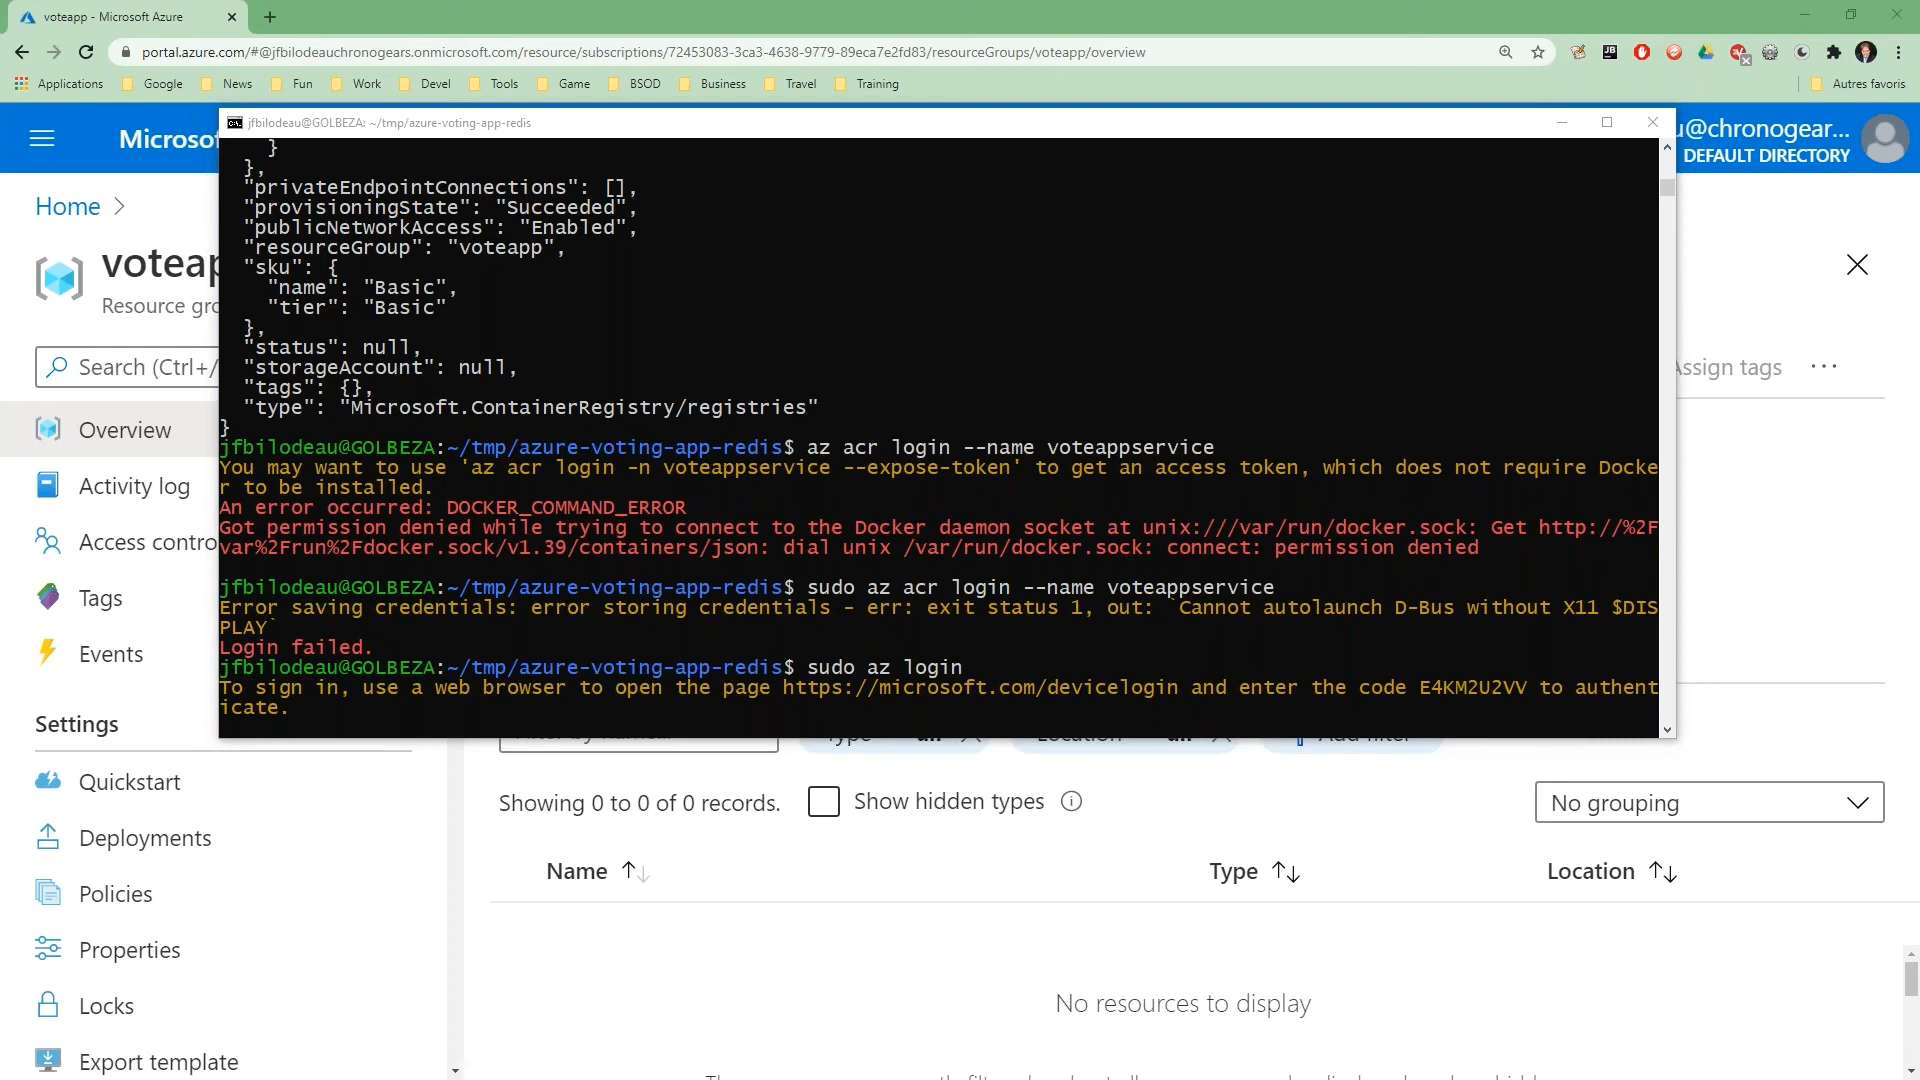 voteapp - Microsoft Azure
portal.azure.com/#@jfbilodeauchronogears.onmicrosoft.com/resource/subscriptions/72453083-3ca3-4638-9779-89eca7e2fd83/resourceGroups/voteapp/overview
Applications Google News Fun Work Devel Tools Game BSOD Business Travel Training Autres favoris
jfbilodeau@GOLBEZA: ~/tmp/azure-voting-app-redis
Microsof
u@chronogear...
DEFAULT DIRECTORY
Home
voteap
Resource gro
Search (Ctrl+/
Assign tags
Overview
Activity log
Access contro
Tags
Events
Settings
Quickstart
Deployments
Policies
Properties
Locks
Export template
}
},
"privateEndpointConnections": [],
"provisioningState": "Succeeded",
"publicNetworkAccess": "Enabled",
"resourceGroup": "voteapp",
"sku": {
"name": "Basic",
"tier": "Basic"
},
"status": null,
"storageAccount": null,
"tags": {},
"type": "Microsoft.ContainerRegistry/registries"
}
jfbilodeau@GOLBEZA:~/tmp/azure-voting-app-redis$ az acr login --name voteappservice
You may want to use 'az acr login -n voteappservice --expose-token' to get an access token, which does not require Docke
r to be installed.
An error occurred: DOCKER_COMMAND_ERROR
Got permission denied while trying to connect to the Docker daemon socket at unix:///var/run/docker.sock: Get http://%2F
var%2Frun%2Fdocker.sock/v1.39/containers/json: dial unix /var/run/docker.sock: connect: permission denied
jfbilodeau@GOLBEZA:~/tmp/azure-voting-app-redis$ sudo az acr login --name voteappservice
Error saving credentials: error storing credentials - err: exit status 1, out: `Cannot autolaunch D-Bus without X11 $DIS
PLAY`
Login failed.
jfbilodeau@GOLBEZA:~/tmp/azure-voting-app-redis$ sudo az login
To sign in, use a web browser to open the page https://microsoft.com/devicelogin and enter the code E4KM2U2VV to authent
icate.
Showing 0 to 0 of 0 records. Show hidden types
No grouping
Name Type Location
No resources to display